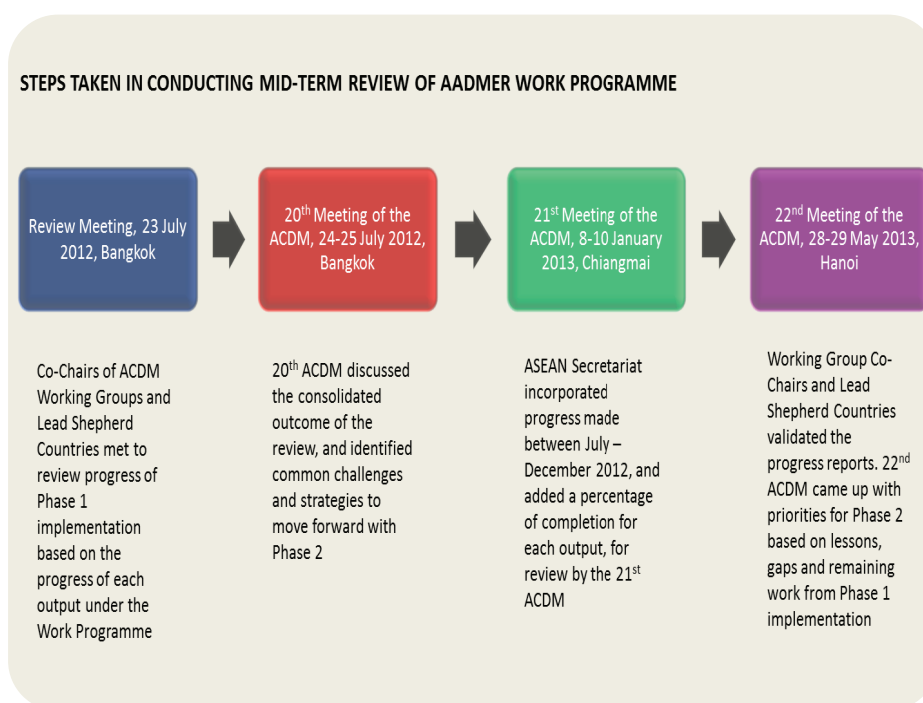 STEPS TAKEN IN CONDUCTING MID-TERM REVIEW OF AADMER WORK PROGRAMME
Review Meeting, 23 July
2012, Bangkok
20th Meeting of the
ACDM, 24-25 July 2012,
Bangkok
21st Meeting of the
ACDM, 8-10 January
2013, Chiangmai
22nd Meeting of the
ACDM, 28-29 May 2013,
Hanoi
Co-Chairs of ACDM
Working Groups and
Lead Shepherd
Countries met to
review progress of
Phase 1
implementation
based on the
progress of each
output under the
Work Programme
20th ACDM discussed
the consolidated
outcome of the
review, and identified
common challenges
and strategies to
move forward with
Phase 2
ASEAN Secretariat
incorporated
progress made
between July –
December 2012, and
added a percentage
of completion for
each output, for
review by the 21st
ACDM
Working Group Co-
Chairs and Lead
Shepherd Countries
validated the
progress reports. 22nd
ACDM came up with
priorities for Phase 2
based on lessons,
gaps and remaining
work from Phase 1
implementation